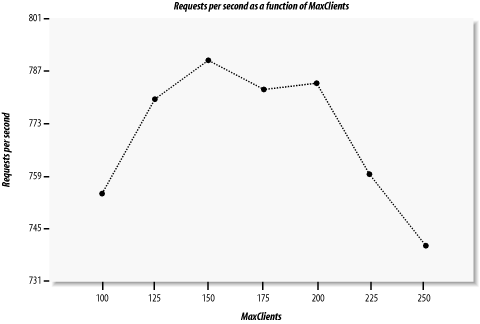 Requests per second as a function of MaxClients
801
787
773
759
745
731
Requests per second
100 125 150 175 200 225 250
MaxClients